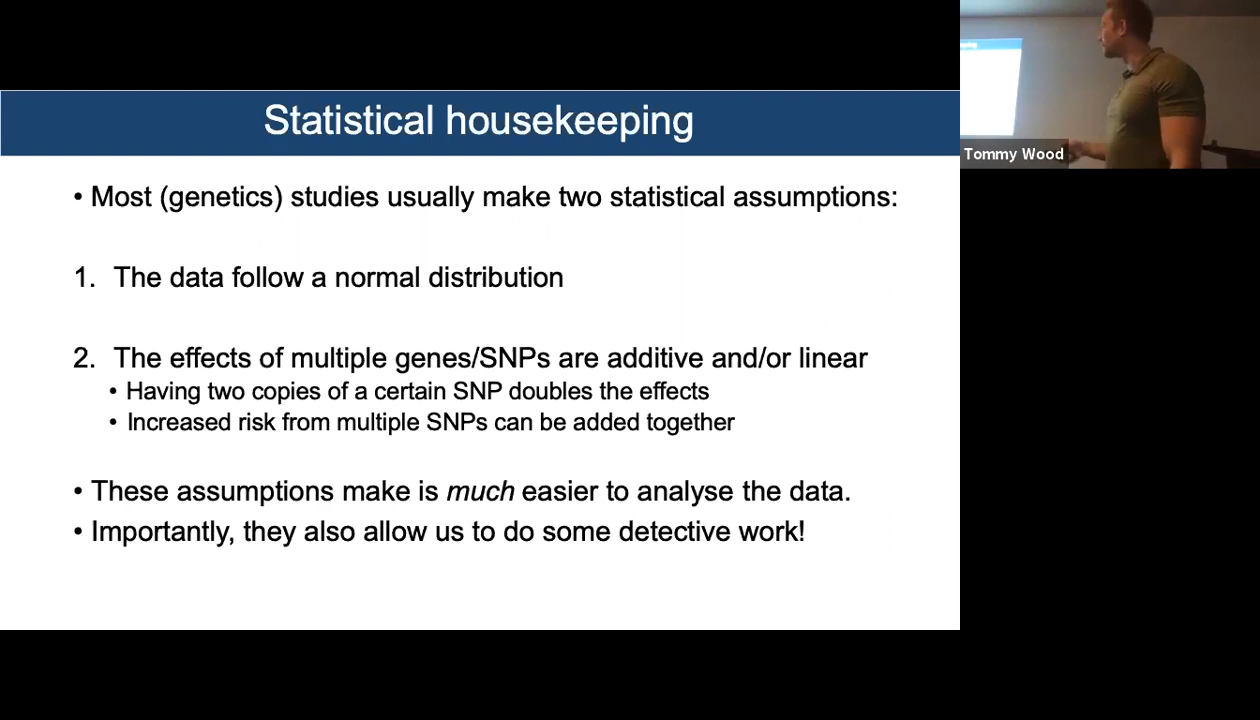 Statistical housekeeping
• Most (genetics) studies usually make two statistical assumptions:
1. The data follow a normal distribution
2. The effects of multiple genes/SNPs are additive and/or linear
• Having two copies of a certain SNP doubles the effects
• Increased risk from multiple SNPs can be added together
• These assumptions make is much easier to analyse the data.
• Importantly, they also allow us to do some detective work!
Tommy Wood